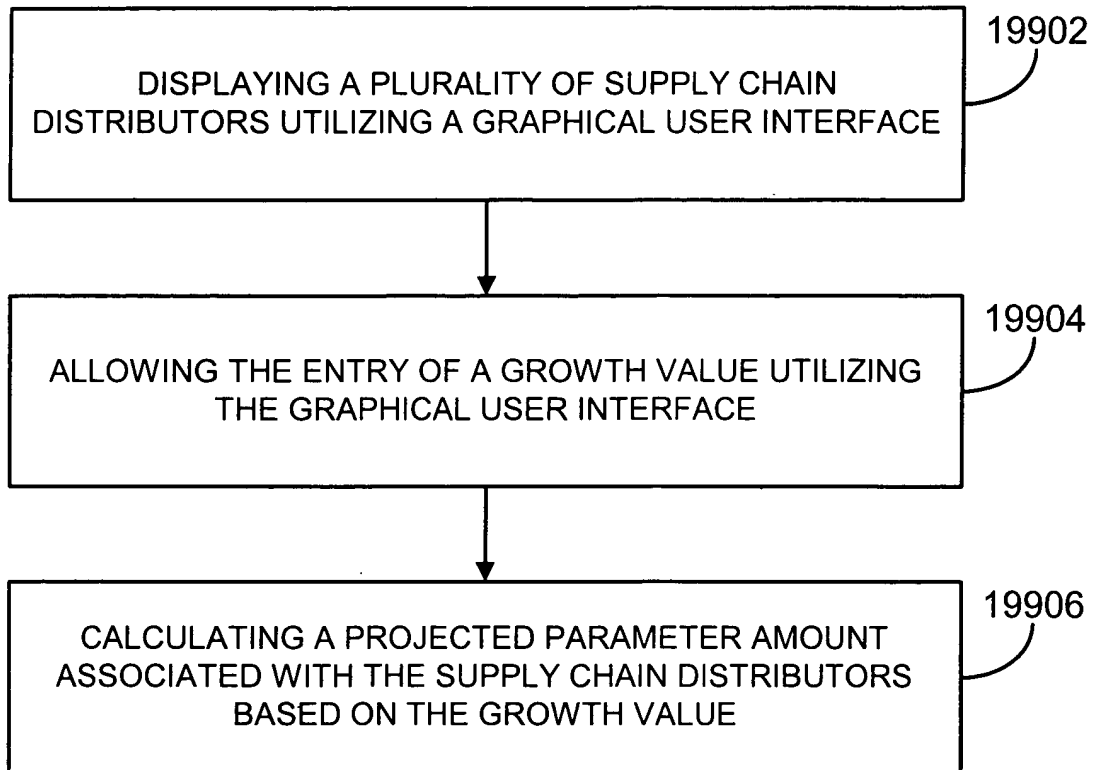 19902
DISPLAYING A PLURALITY OF SUPPLY CHAIN
DISTRIBUTORS UTILIZING A GRAPHICAL USER INTERFACE
19904
ALLOWING THE ENTRY OF A GROWTH VALUE UTILIZING
THE GRAPHICAL USER INTERFACE
19906
CALCULATING A PROJECTED PARAMETER AMOUNT
ASSOCIATED WITH THE SUPPLY CHAIN DISTRIBUTORS
BASED ON THE GROWTH VALUE